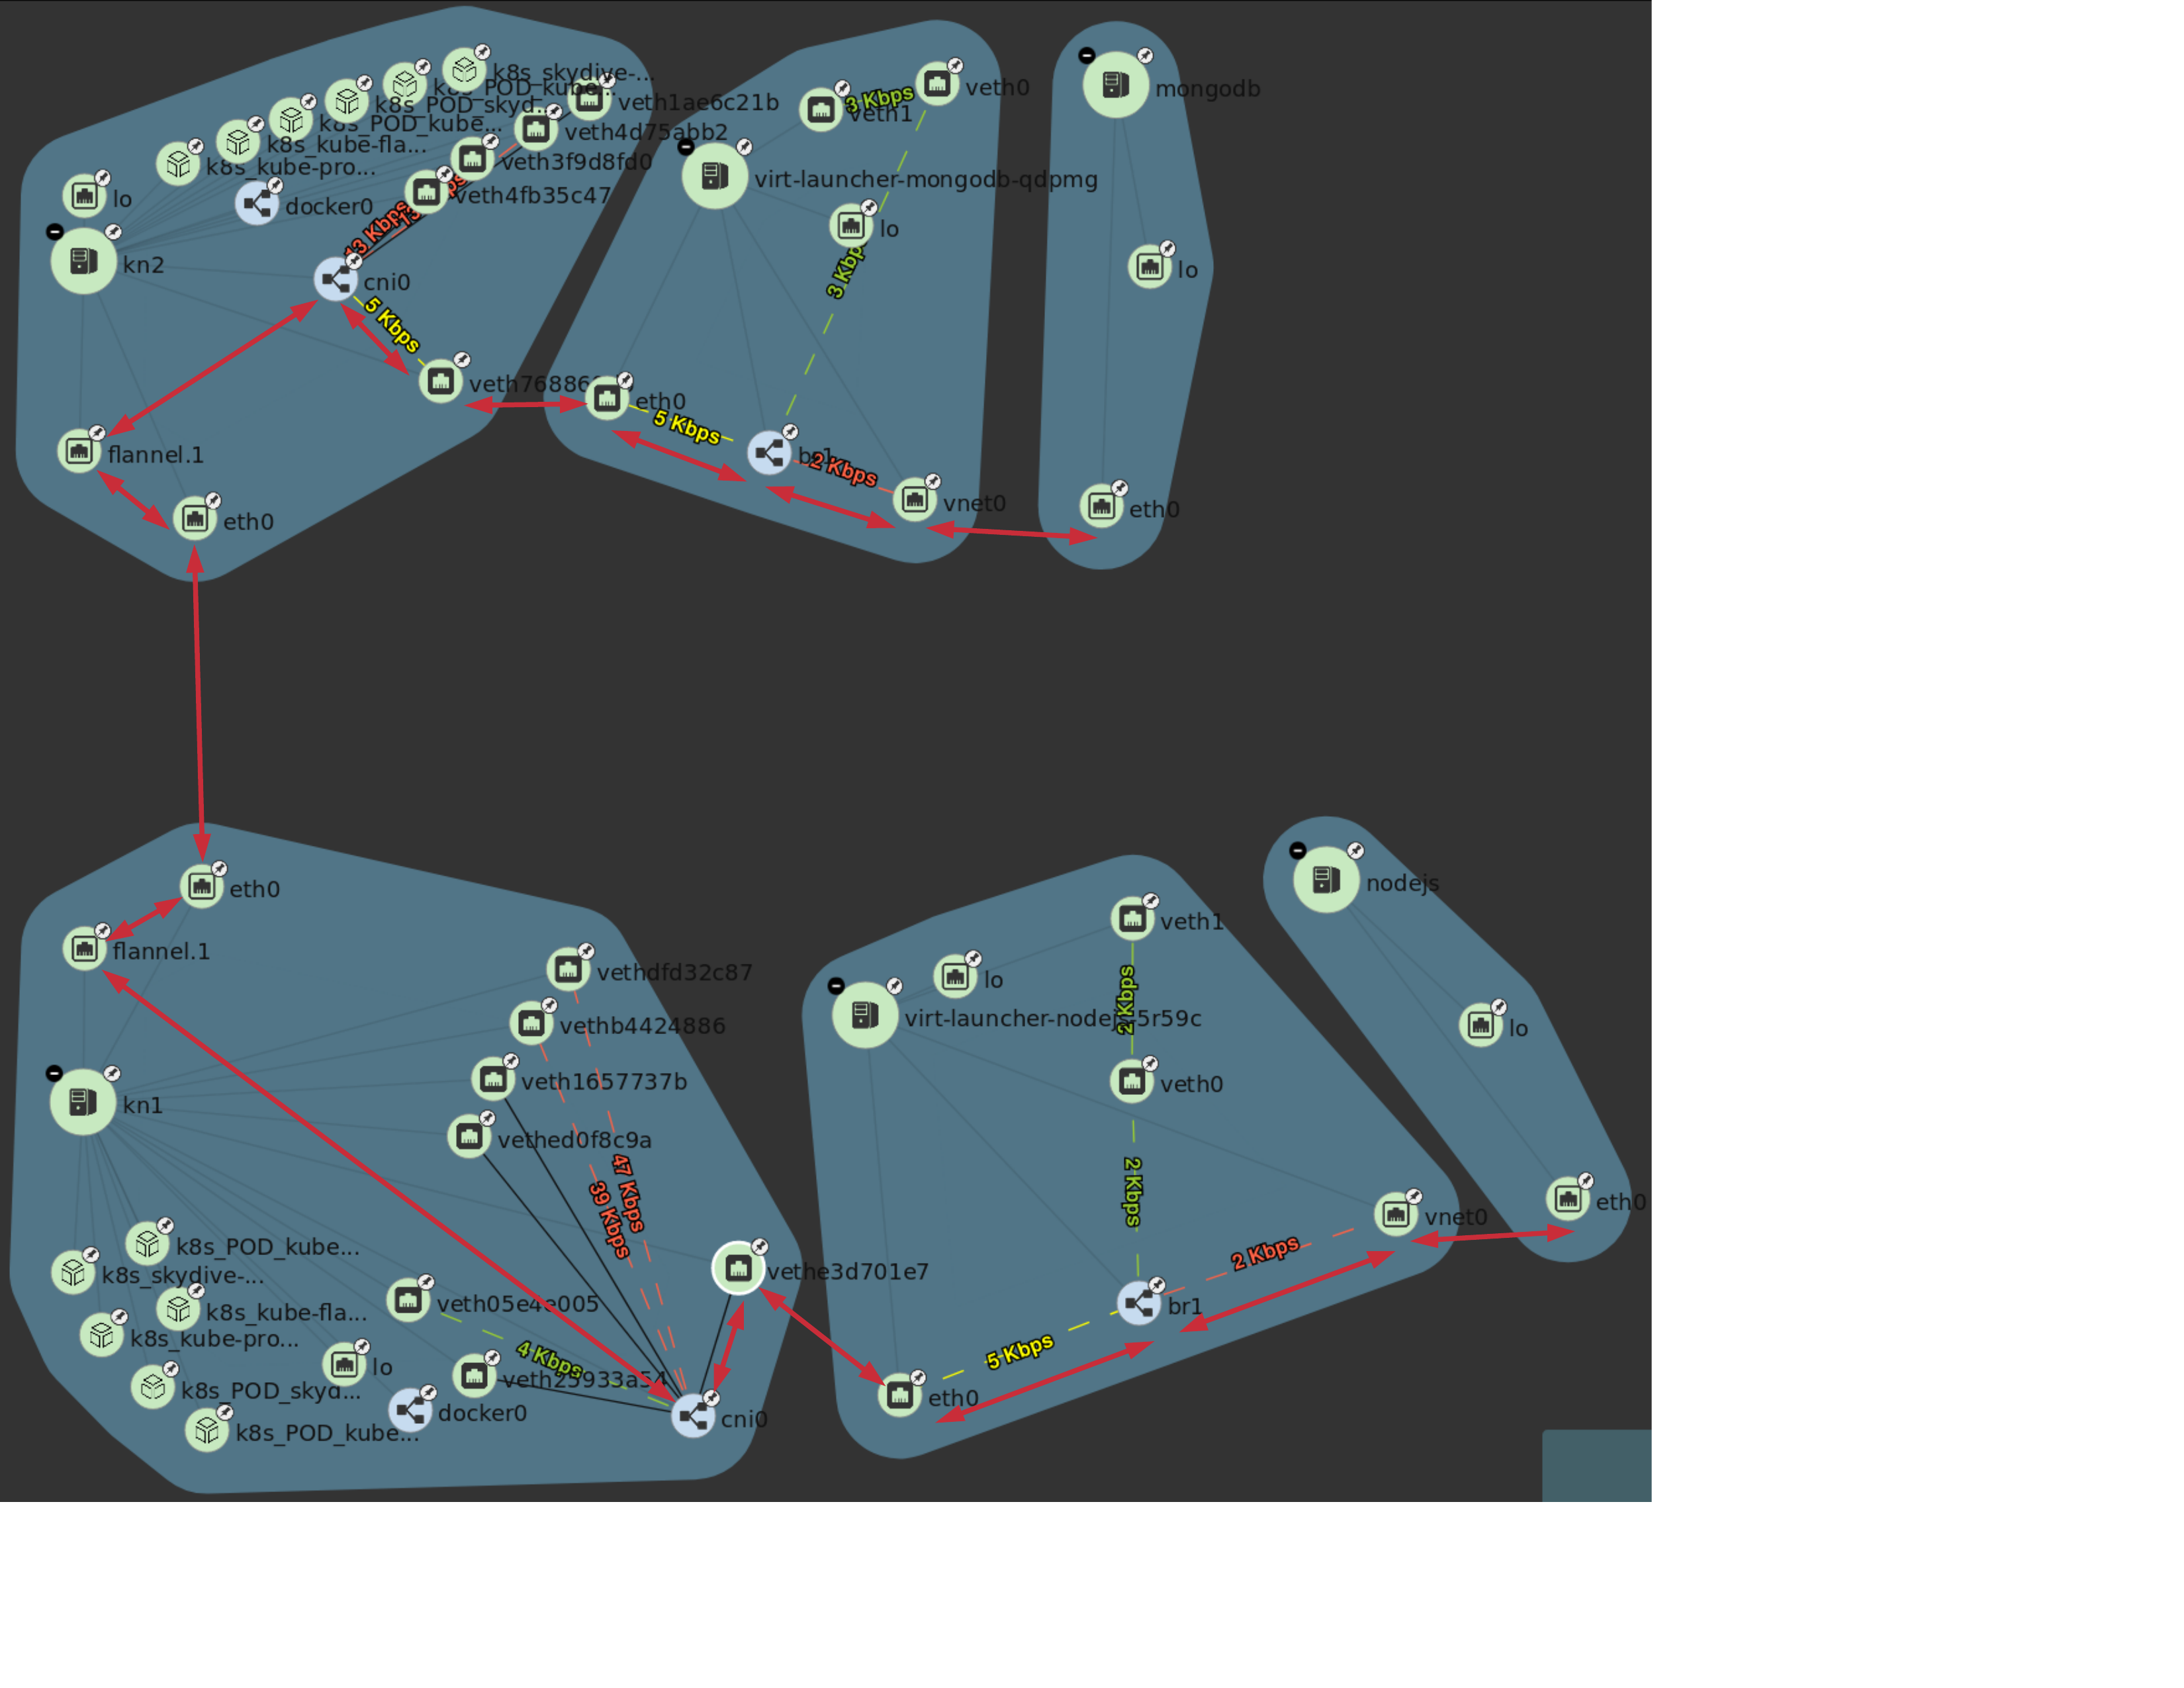 k8s_skydive-...
k8s_POD_kube...
k8s_POD_skyd...
k8s_POD_kube...
k8s_kube-fla...
k8s_kube-pro...
veth1ae6c21b
veth4d75abb2
veth3f9d8fd0
veth4fb35c47
lo
docker0
kn2
13 Kbps
cni0
5 Kbps
flannel.1
eth0
veth0
3 Kbps
veth1
virt-launcher-mongodb-qdpmg
lo
3 Kbps
eth0
5 Kbps
br1
2 Kbps
vnet0
mongodb
lo
eth0
eth0
flannel.1
vethdfd32c87
vethb4424886
veth1657737b
kn1
vethed0f8c9a
47 Kbps
39 Kbps
k8s_POD_kube...
k8s_skydive-...
k8s_kube-fla...
k8s_kube-pro...
k8s_POD_skyd...
k8s_POD_kube...
vethe3d701e7
veth05e4e005
lo
4 Kbps
veth25933a54
docker0
cni0
veth1
lo
2 Kbps
virt-launcher-nodejs-5r59c
veth0
2 Kbps
vnet0
2 Kbps
br1
5 Kbps
eth0
nodejs
lo
eth0